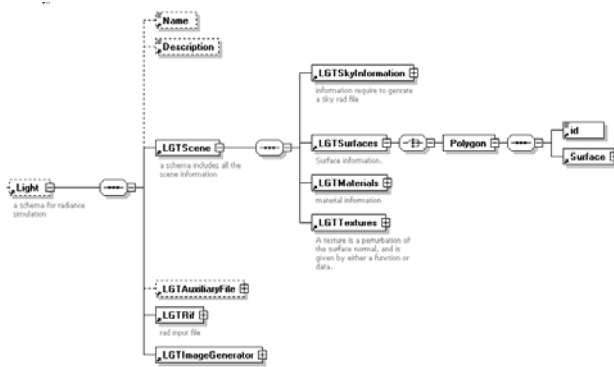 Name
Description
LGTSkyInformation
information require to genrate
a sky rad file
LGTScene
a schema includes all the
scene information
LGTSurfaces
Surface information.
Polygon
id
Surface
Light
a schema for radiance
simulation
LGTMaterials
material information
LGTTextures
A texture is a perturbation of
the surface normal, and is
given by either a function or
data.
LGTAuxiliaryFile
LGTRif
rad input file
LGTImageGenerator